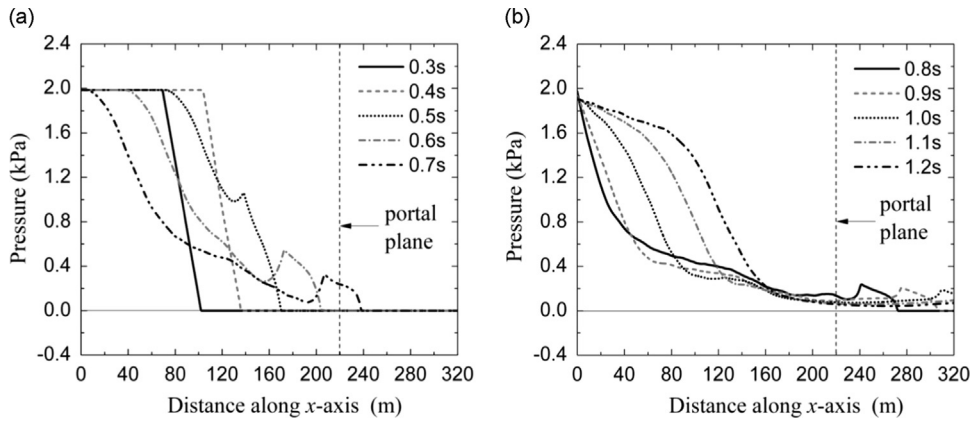 (a)
2.4
2.0
1.6
1.2
0.8
0.4
0.0
-0.4
Pressure (kPa)
0.3s
0.4s
0.5s
0.6s
0.7s
portal
plane
0 40 80 120 160 200 240 280 320
Distance along x-axis (m)
(b)
2.4
2.0
1.6
1.2
0.8
0.4
0.0
-0.4
Pressure (kPa)
0.8s
0.9s
1.0s
1.1s
1.2s
portal
plane
0 40 80 120 160 200 240 280 320
Distance along x-axis (m)